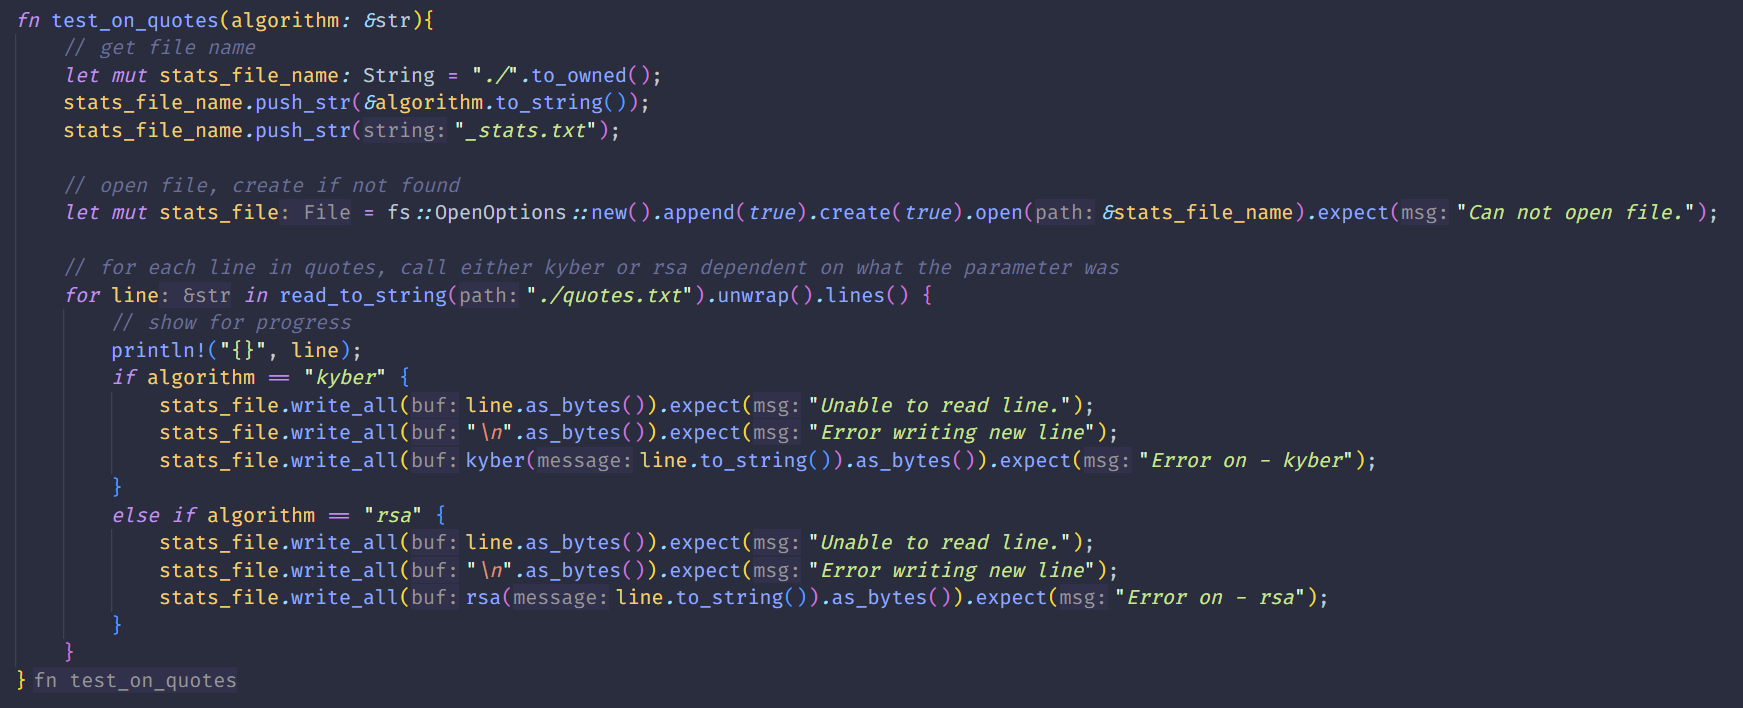 fn test_on_quotes(algorithm: &str){
// get file name
let mut stats_file_name: String = "./".to_owned();
stats_file_name.push_str(&algorithm.to_string());
stats_file_name.push_str(string: "_stats.txt");
// open file, create if not found
let mut stats_file: File = fs::OpenOptions::new().append(true).create(true).open(path: &stats_file_name).expect(msg: "Can not open file.");
// for each line in quotes, call either kyber or rsa dependent on what the parameter was
for line: &str in read_to_string(path: "./quotes.txt").unwrap().lines() {
// show for progress
println!("{}", line);
if algorithm == "kyber" {
stats_file.write_all(buf: line.as_bytes()).expect(msg: "Unable to read line.");
stats_file.write_all(buf: "\n".as_bytes()).expect(msg: "Error writing new line");
stats_file.write_all(buf: kyber(message: line.to_string()).as_bytes()).expect(msg: "Error on - kyber");
}
else if algorithm == "rsa" {
stats_file.write_all(buf: line.as_bytes()).expect(msg: "Unable to read line.");
stats_file.write_all(buf: "\n".as_bytes()).expect(msg: "Error writing new line");
stats_file.write_all(buf: rsa(message: line.to_string()).as_bytes()).expect(msg: "Error on - rsa");
}
}
} fn test_on_quotes